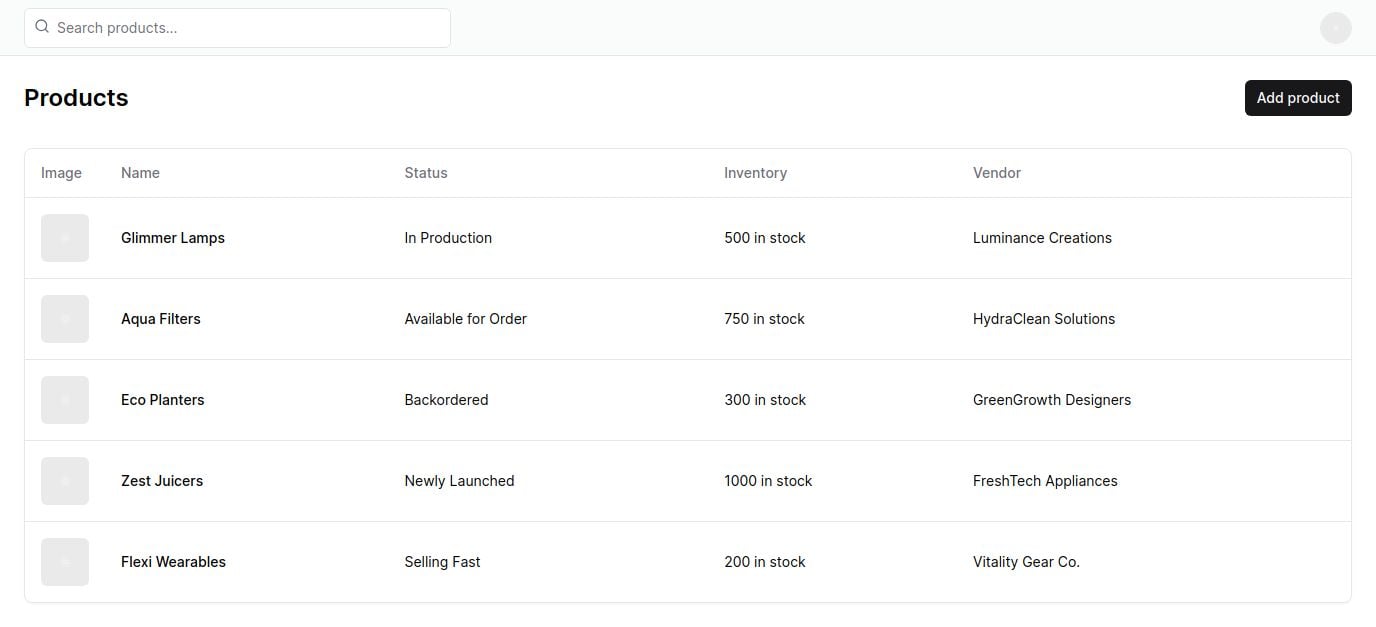 Search products...
Products
Add product
Image Name Status Inventory Vendor
Glimmer Lamps In Production 500 in stock Luminance Creations
Aqua Filters Available for Order 750 in stock HydraClean Solutions
Eco Planters Backordered 300 in stock GreenGrowth Designers
Zest Juicers Newly Launched 1000 in stock FreshTech Appliances
Flexi Wearables Selling Fast 200 in stock Vitality Gear Co.